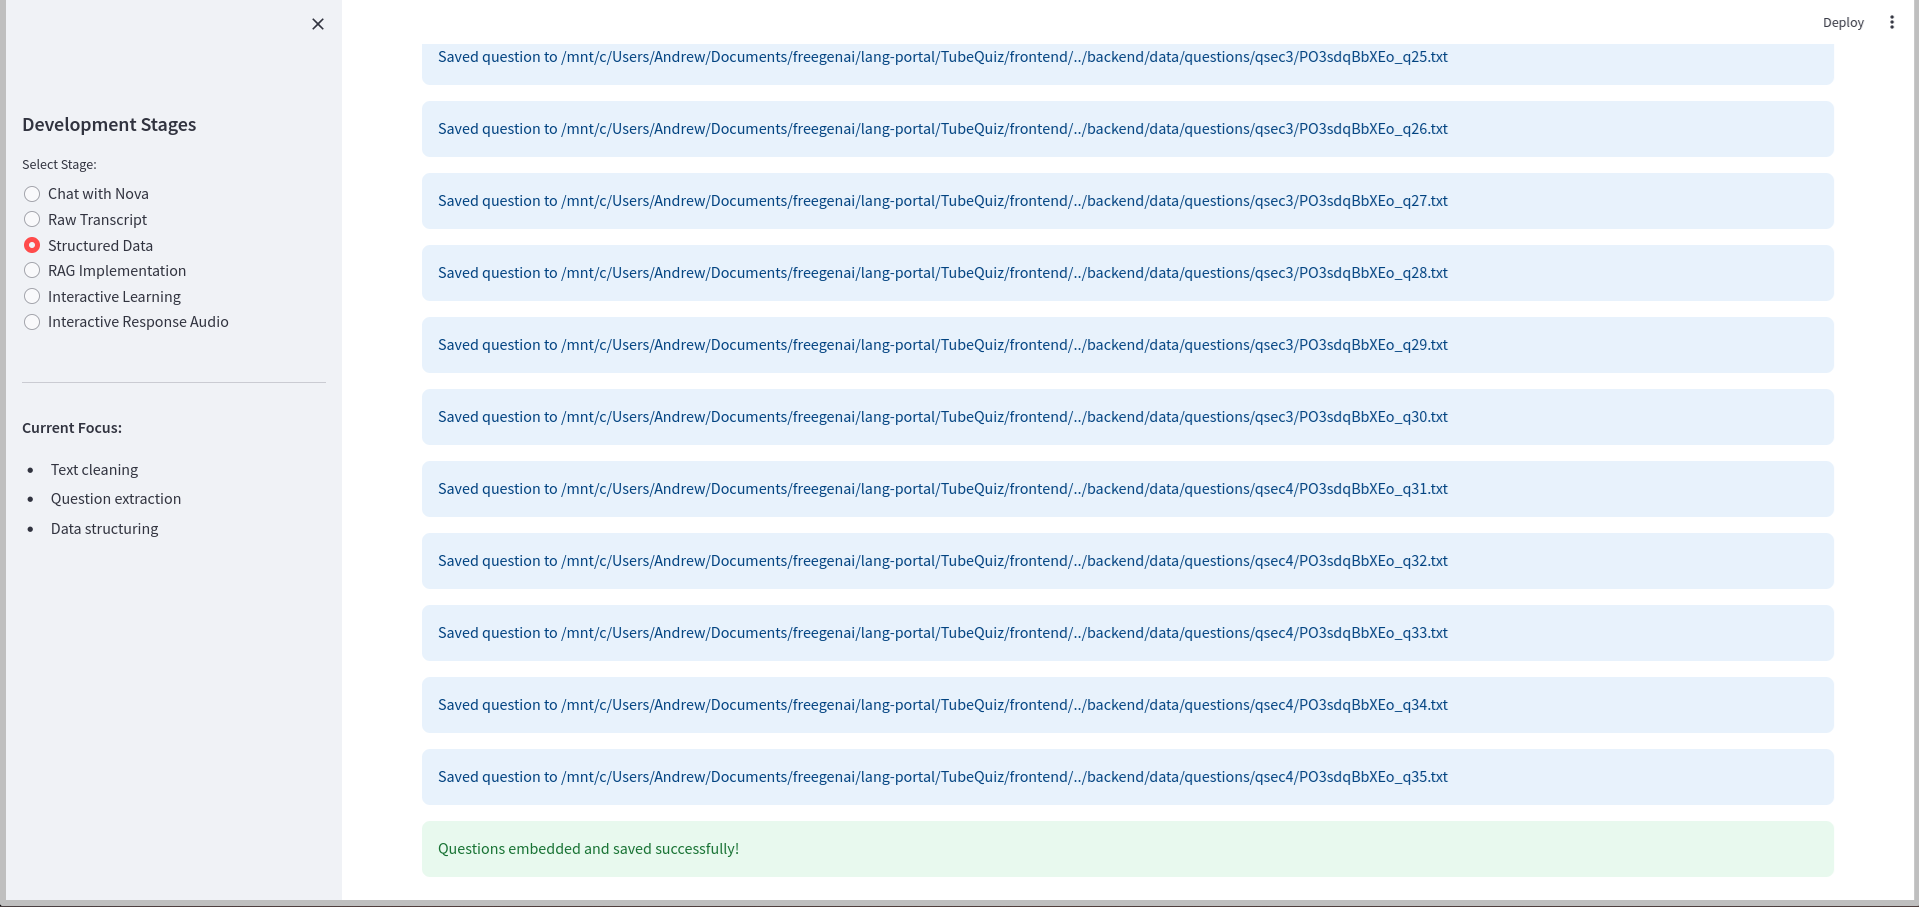 Deploy
Development Stages
Select Stage:
Chat with Nova
Raw Transcript
Structured Data
RAG Implementation
Interactive Learning
Interactive Response Audio
Current Focus:
Text cleaning
Question extraction
Data structuring
Saved question to /mnt/c/Users/Andrew/Documents/freegenai/lang-portal/TubeQuiz/frontend/../backend/data/questions/qsec3/PO3sdqBbXEo_q25.txt
Saved question to /mnt/c/Users/Andrew/Documents/freegenai/lang-portal/TubeQuiz/frontend/../backend/data/questions/qsec3/PO3sdqBbXEo_q26.txt
Saved question to /mnt/c/Users/Andrew/Documents/freegenai/lang-portal/TubeQuiz/frontend/../backend/data/questions/qsec3/PO3sdqBbXEo_q27.txt
Saved question to /mnt/c/Users/Andrew/Documents/freegenai/lang-portal/TubeQuiz/frontend/../backend/data/questions/qsec3/PO3sdqBbXEo_q28.txt
Saved question to /mnt/c/Users/Andrew/Documents/freegenai/lang-portal/TubeQuiz/frontend/../backend/data/questions/qsec3/PO3sdqBbXEo_q29.txt
Saved question to /mnt/c/Users/Andrew/Documents/freegenai/lang-portal/TubeQuiz/frontend/../backend/data/questions/qsec3/PO3sdqBbXEo_q30.txt
Saved question to /mnt/c/Users/Andrew/Documents/freegenai/lang-portal/TubeQuiz/frontend/../backend/data/questions/qsec4/PO3sdqBbXEo_q31.txt
Saved question to /mnt/c/Users/Andrew/Documents/freegenai/lang-portal/TubeQuiz/frontend/../backend/data/questions/qsec4/PO3sdqBbXEo_q32.txt
Saved question to /mnt/c/Users/Andrew/Documents/freegenai/lang-portal/TubeQuiz/frontend/../backend/data/questions/qsec4/PO3sdqBbXEo_q33.txt
Saved question to /mnt/c/Users/Andrew/Documents/freegenai/lang-portal/TubeQuiz/frontend/../backend/data/questions/qsec4/PO3sdqBbXEo_q34.txt
Saved question to /mnt/c/Users/Andrew/Documents/freegenai/lang-portal/TubeQuiz/frontend/../backend/data/questions/qsec4/PO3sdqBbXEo_q35.txt
Questions embedded and saved successfully!